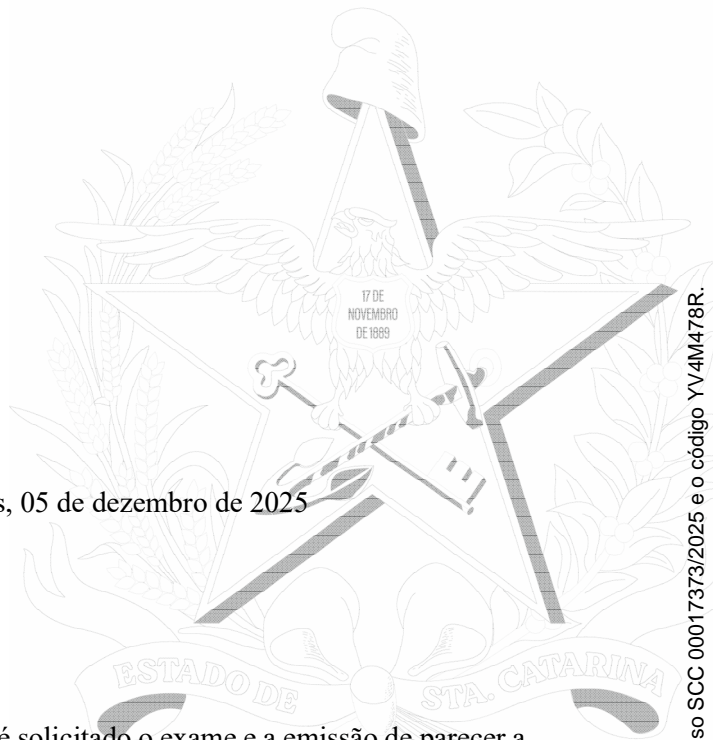 17 DE
NOVEMBRO
DE 1889
s, 05 de dezembro de 2025
ESTADO DE STA. CATARINA
é solicitado o exame e a emissão de parecer a
so SCC 00017373/2025 e o código YV4M478R.